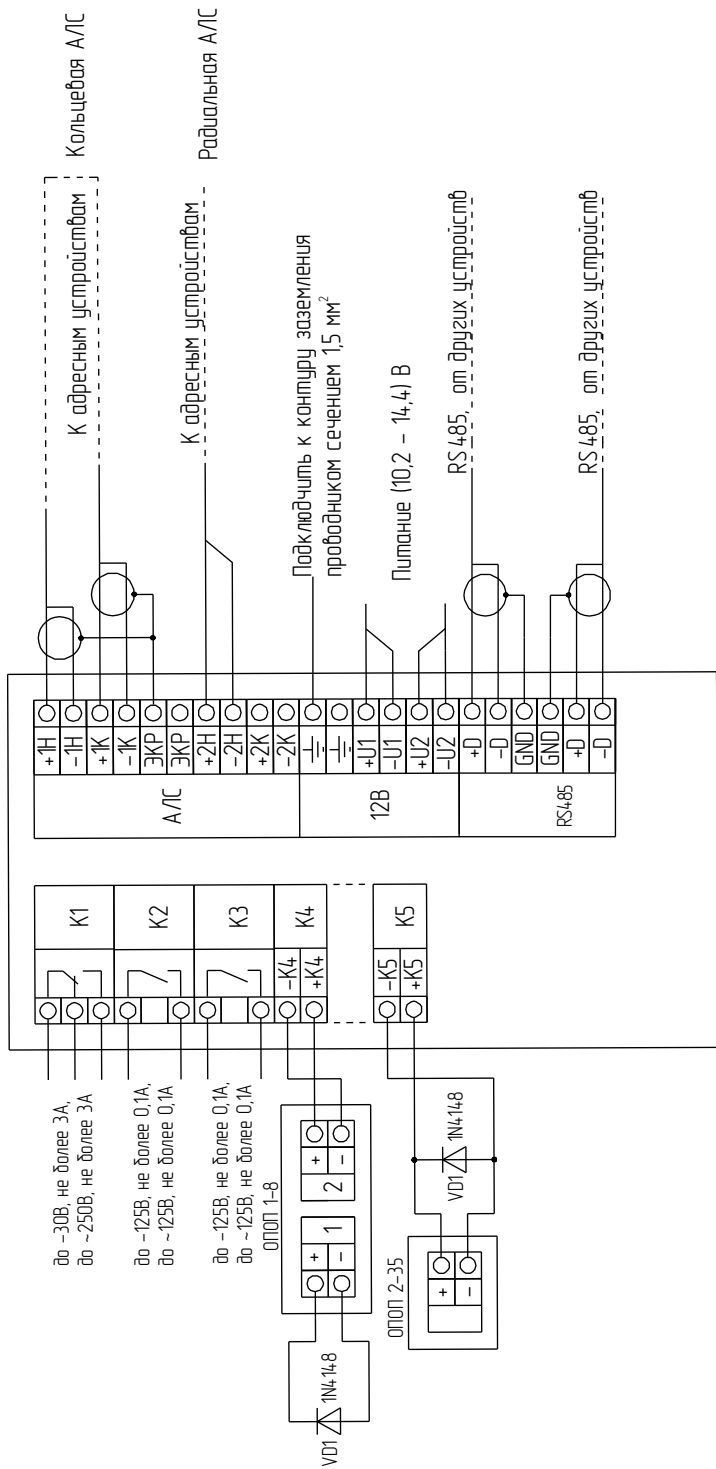 Кольцевая А/1С
К адресным устройствам
К адресным устройствам
Радиальная А/1С
Подключить к контуру заземления
проводником сечением 1,5 мм²
Питание (10,2 – 14,4) В
RS485, от других устройств
RS485, от других устройств
+1Н
–1Н
+1К
–1К
ЭКР
ЭКР
+2Н
–2Н
+2К
–2К
+U1
–U1
+U2
–U2
+D
–D
GND
GND
+D
–D
А/1С
12В
RS485
К1
К2
К3
К4
К5
–К4
+К4
–К5
+К5
до –30В, не более 3А,
до ~250В, не более 3А
до –125В, не более 0,1А,
до ~125В, не более 0,1А
до –125В, не более 0,1А,
до ~125В, не более 0,1А
ОПОП 1–8
+
–
2
+
–
1
VD1
1N4148
ОПОП 2–35
+
–
VD1
1N4148